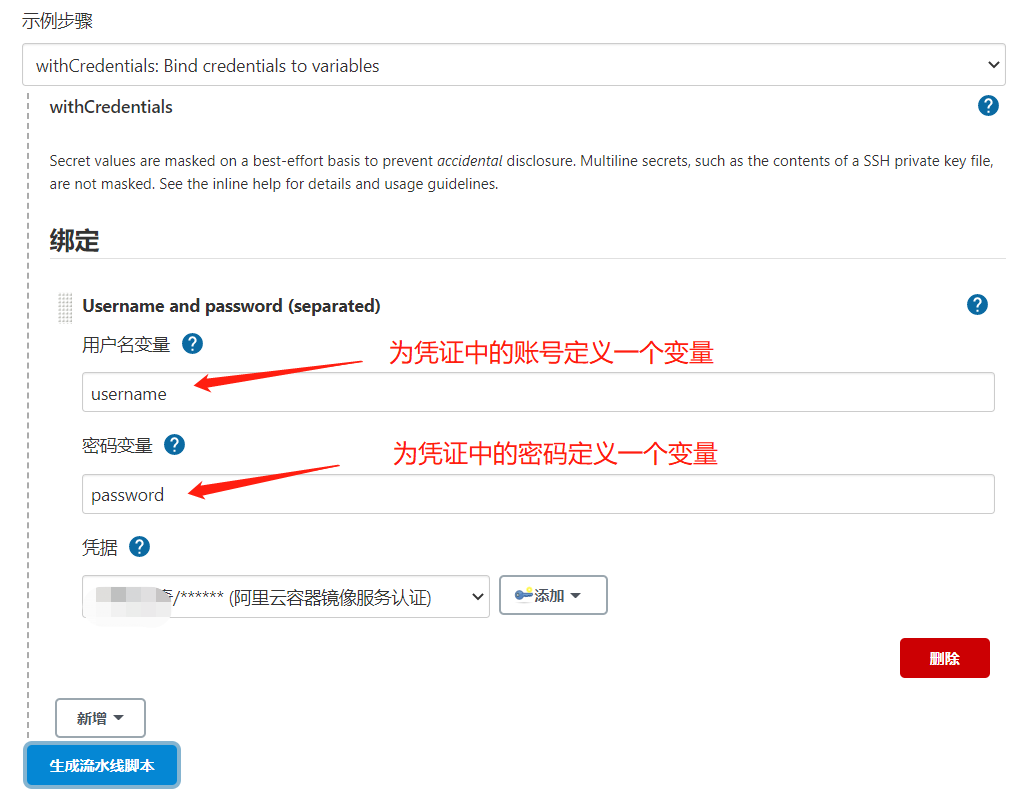 示例步骤
withCredentials: Bind credentials to variables
withCredentials
Secret values are masked on a best-effort basis to prevent accidental disclosure. Multiline secrets, such as the contents of a SSH private key file,
are not masked. See the inline help for details and usage guidelines.
绑定
Username and password (separated)
用户名变量
为凭证中的账号定义一个变量
username
密码变量
为凭证中的密码定义一个变量
password
凭据
/****** (阿里云容器镜像服务认证)
添加
删除
新增
生成流水线脚本